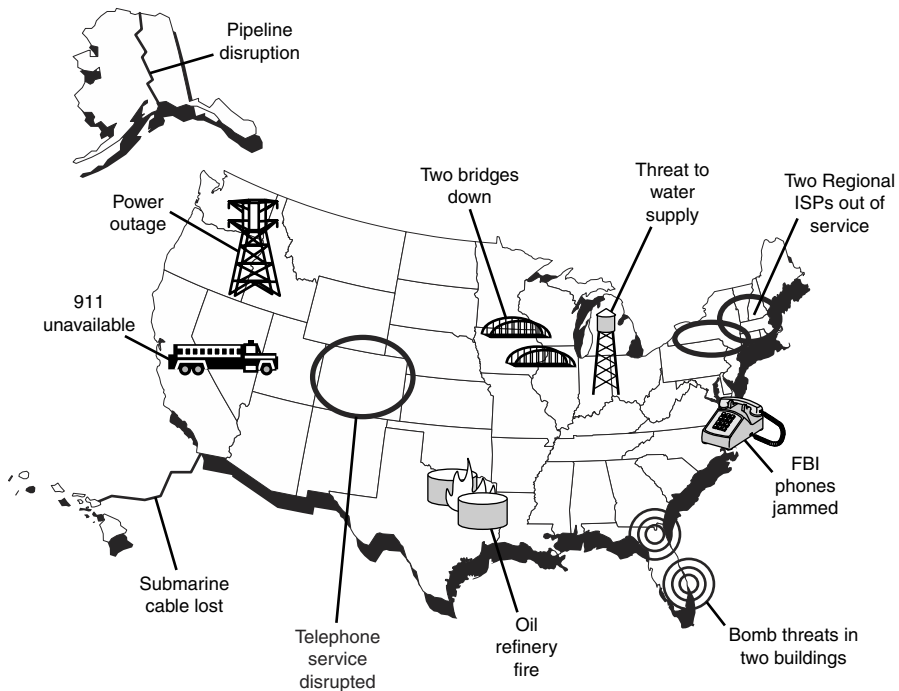 Pipeline
disruption
Two bridges
down
Threat to
water
supply
Two Regional
ISPs out of
service
Power
outage
911
unavailable
FBI
phones
jammed
Submarine
cable lost
Telephone
service
disrupted
Oil
refinery
fire
Bomb threats in
two buildings